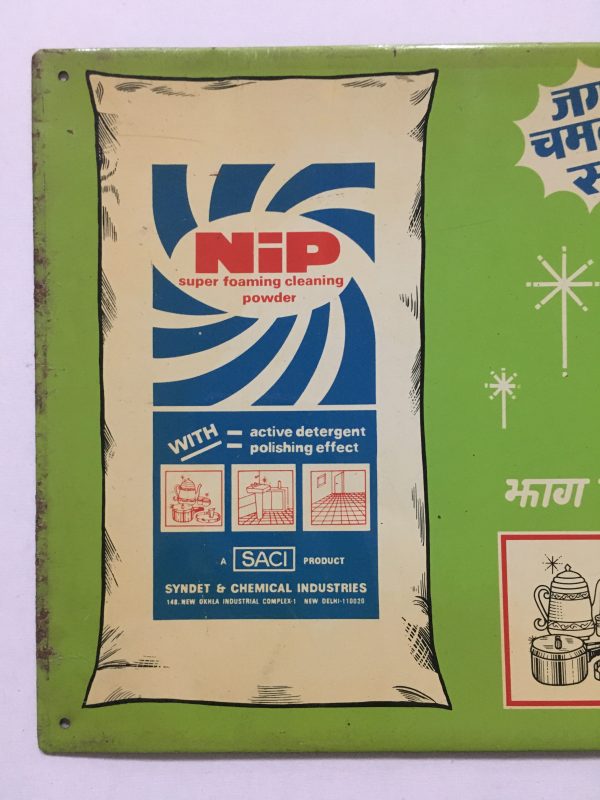 NiP
super foaming cleaning
powder
WITH = active detergent
polishing effect
A SACI PRODUCT
SYNDET & CHEMICAL INDUSTRIES
148, NEW OKHLA INDUSTRIAL COMPLEX-1 NEW DELHI-110020
झाग